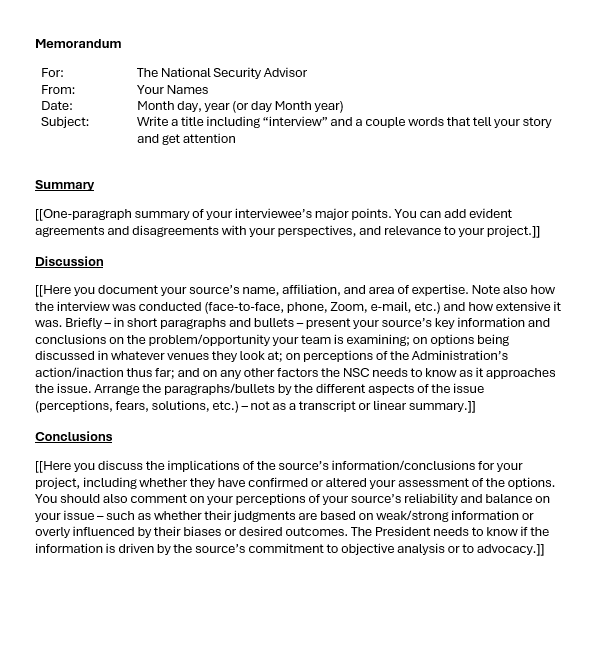 Memorandum
For: The National Security Advisor
From: Your Names
Date: Month day, year (or day Month year)
Subject: Write a title including “interview” and a couple words that tell your story
and get attention
Summary
[[One-paragraph summary of your interviewee’s major points. You can add evident
agreements and disagreements with your perspectives, and relevance to your project.]]
Discussion
[[Here you document your source’s name, affiliation, and area of expertise. Note also how
the interview was conducted (face-to-face, phone, Zoom, e-mail, etc.) and how extensive it
was. Briefly – in short paragraphs and bullets – present your source’s key information and
conclusions on the problem/opportunity your team is examining; on options being
discussed in whatever venues they look at; on perceptions of the Administration’s
action/inaction thus far; and on any other factors the NSC needs to know as it approaches
the issue. Arrange the paragraphs/bullets by the different aspects of the issue
(perceptions, fears, solutions, etc.) – not as a transcript or linear summary.]]
Conclusions
[[Here you discuss the implications of the source’s information/conclusions for your
project, including whether they have confirmed or altered your assessment of the options.
You should also comment on your perceptions of your source’s reliability and balance on
your issue – such as whether their judgments are based on weak/strong information or
overly influenced by their biases or desired outcomes. The President needs to know if the
information is driven by the source’s commitment to objective analysis or to advocacy.]]